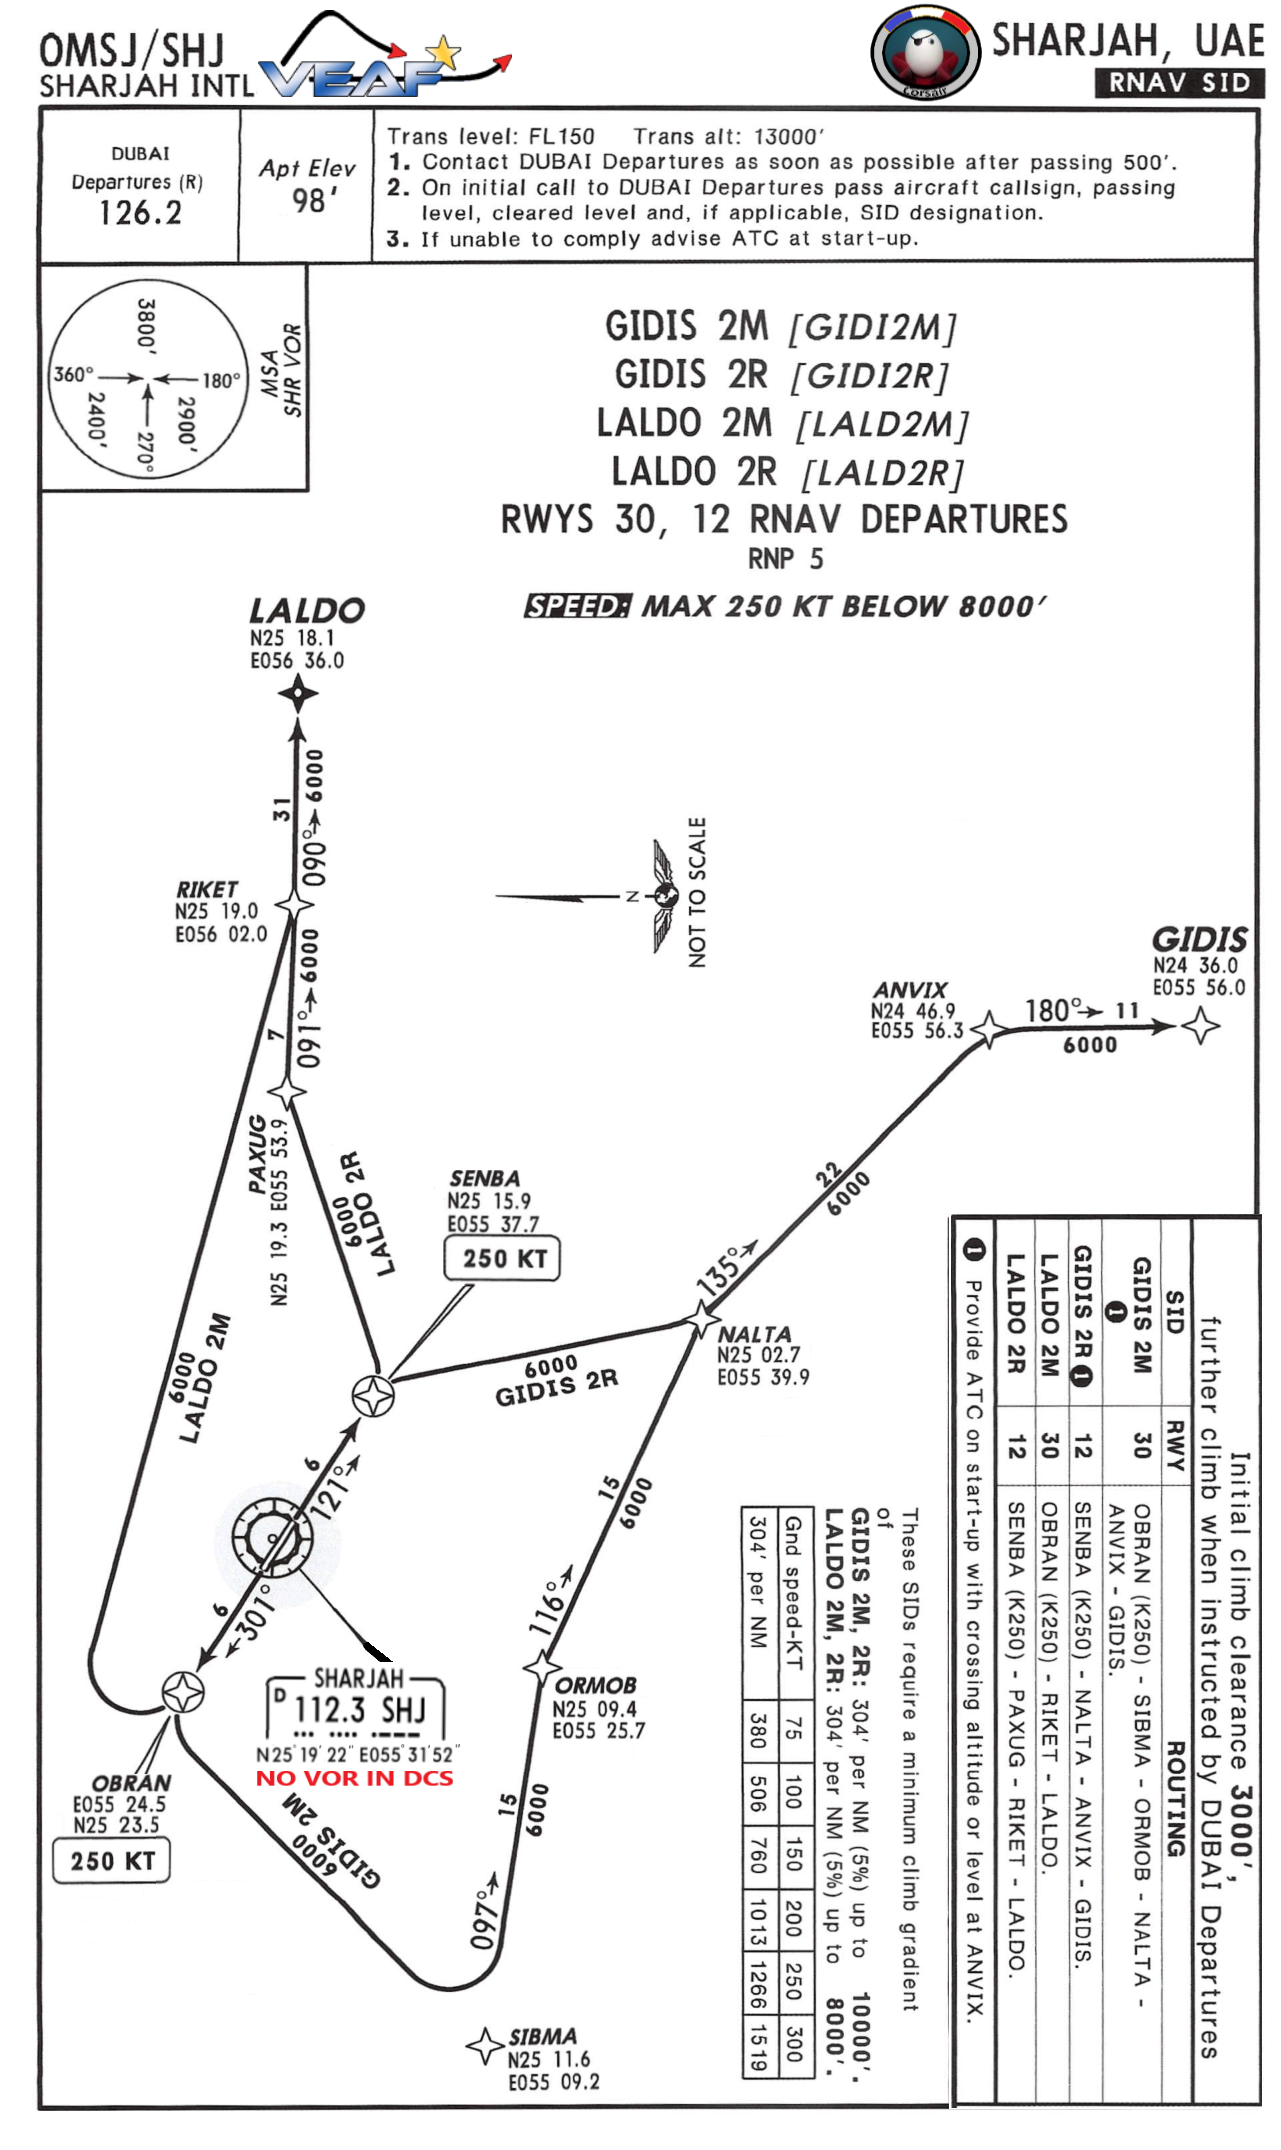 OMSJ/SHJ
SHARJAH INTL
VEAF
Corsair
SHARJAH, UAE
RNAV SID
DUBAI
Departures (R)
126.2
Apt Elev
98'
Trans level: FL150 Trans alt: 13000'
1. Contact DUBAI Departures as soon as possible after passing 500'.
2. On initial call to DUBAI Departures pass aircraft callsign, passing
level, cleared level and, if applicable, SID designation.
3. If unable to comply advise ATC at start-up.
3800'
360°
180°
2400'
270°
2900'
MSA
SHR VOR
GIDIS 2M [GIDI2M]
GIDIS 2R [GIDI2R]
LALDO 2M [LALD2M]
LALDO 2R [LALD2R]
RWYS 30, 12 RNAV DEPARTURES
RNP 5
SPEED: MAX 250 KT BELOW 8000'
LALDO
N25 18.1
E056 36.0
31
090° 6000
RIKET
N25 19.0
E056 02.0
7
091° 6000
N
NOT TO SCALE
GIDIS
N24 36.0
E055 56.0
ANVIX
N24 46.9
E055 56.3
180° 11
6000
PAXUG
N25 19.3 E055 53.9
6000
LALDO 2R
SENBA
N25 15.9
E055 37.7
250 KT
22
6000
135°
NALTA
N25 02.7
E055 39.9
6000
GIDIS 2R
6000
LALDO 2M
6
121°
6
301°
15
6000
116°
SHARJAH
D 112.3 SHJ
N25°19'22" E055°31'52"
NO VOR IN DCS
ORMOB
N25 09.4
E055 25.7
OBRAN
E055 24.5
N25 23.5
250 KT
GIDIS 2M
6000
15
6000
097°
SIBMA
N25 11.6
E055 09.2
These SIDs require a minimum climb gradient
of
GIDIS 2M, 2R: 304' per NM (5%) up to 10000'.
LALDO 2M, 2R: 304' per NM (5%) up to 8000'.
Gnd speed-KT 75 100 150 200 250 300
304' per NM 380 506 760 1013 1266 1519
Initial climb clearance 3000',
further climb when instructed by DUBAI Departures
SID RWY ROUTING
GIDIS 2M 30 OBRAN (K250) - SIBMA - ORMOB - NALTA -
❶ ANVIX - GIDIS.
GIDIS 2R ❶ 12 SENBA (K250) - NALTA - ANVIX - GIDIS.
LALDO 2M 30 OBRAN (K250) - RIKET - LALDO.
LALDO 2R 12 SENBA (K250) - PAXUG - RIKET - LALDO.
❶ Provide ATC on start-up with crossing altitude or level at ANVIX.